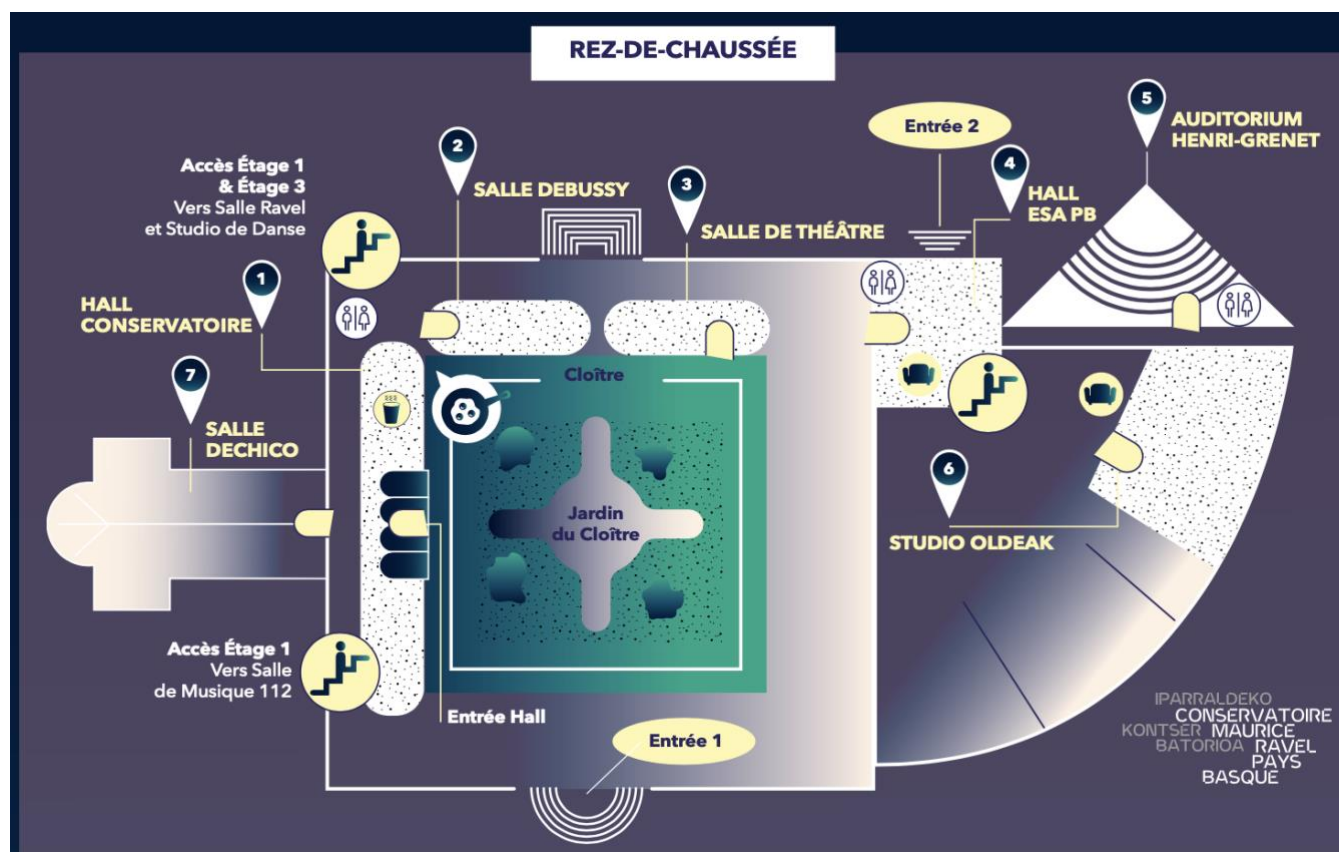 REZ-DE-CHAUSSÉE
5
AUDITORIUM
HENRI-GRENET
Entrée 2
2
SALLE DEBUSSY
4
HALL
ESA PB
Accès Étage 1
& Étage 3
Vers Salle Ravel
et Studio de Danse
3
SALLE DE THÉÂTRE
1
HALL
CONSERVATOIRE
7
SALLE
DECHICO
Cloître
Jardin
du Cloître
6
STUDIO OLDEAK
Accès Étage 1
Vers Salle
de Musique 112
Entrée Hall
Entrée 1
IPARRALDEKO
CONSERVATOIRE
KONTSER MAURICE
BATORIOA RAVEL
PAYS
BASQUE